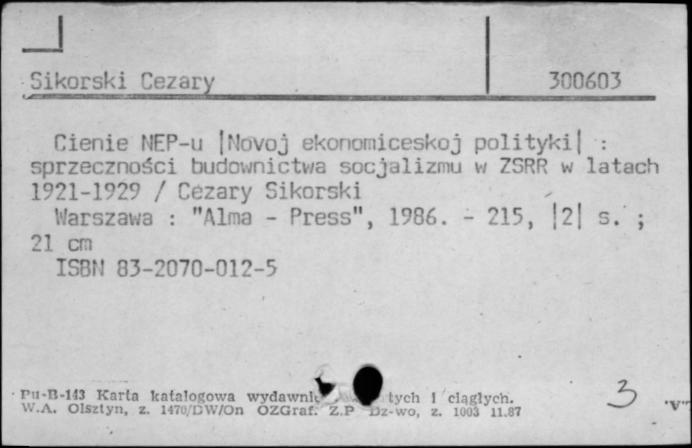 Sikorski Cezary 300603
Cienie NEP-u |Novoj ekonomiceskoj polityki| :
sprzeczności budownictwa socjalizmu w ZSRR w latach
1921-1929 / Cezary Sikorski
Warszawa : "Alma - Press", 1986. - 215, |2| s. ;
21 cm
ISBN 83-2070-012-5
Pu-B-143 Karta katalogowa i ciągłych. 3
W.A. Olsztyn, z. 1470/DW/On OZGraf. Z.P Dz-wo, z. 1003 11.87 "V"